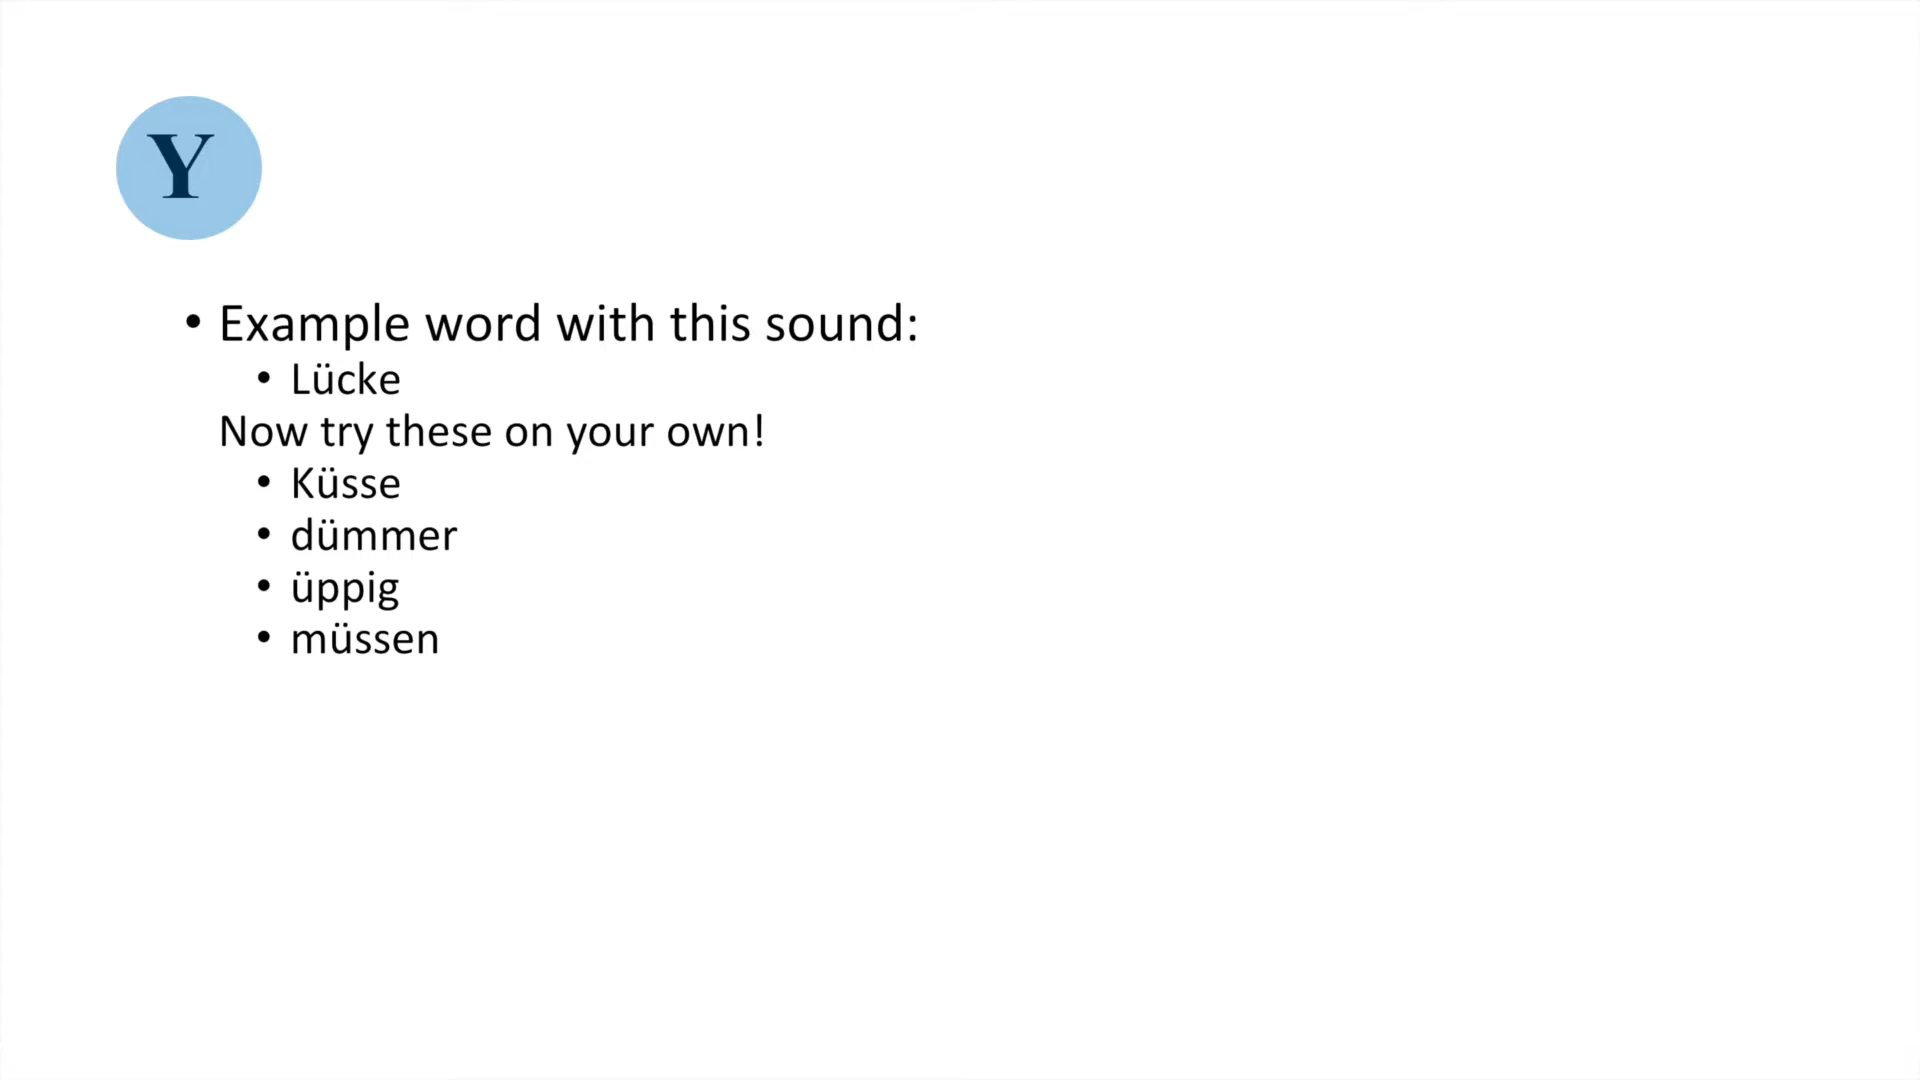 Y
• Example word with this sound:
• Lücke
Now try these on your own!
• Küsse
• dümmer
• üppig
• müssen